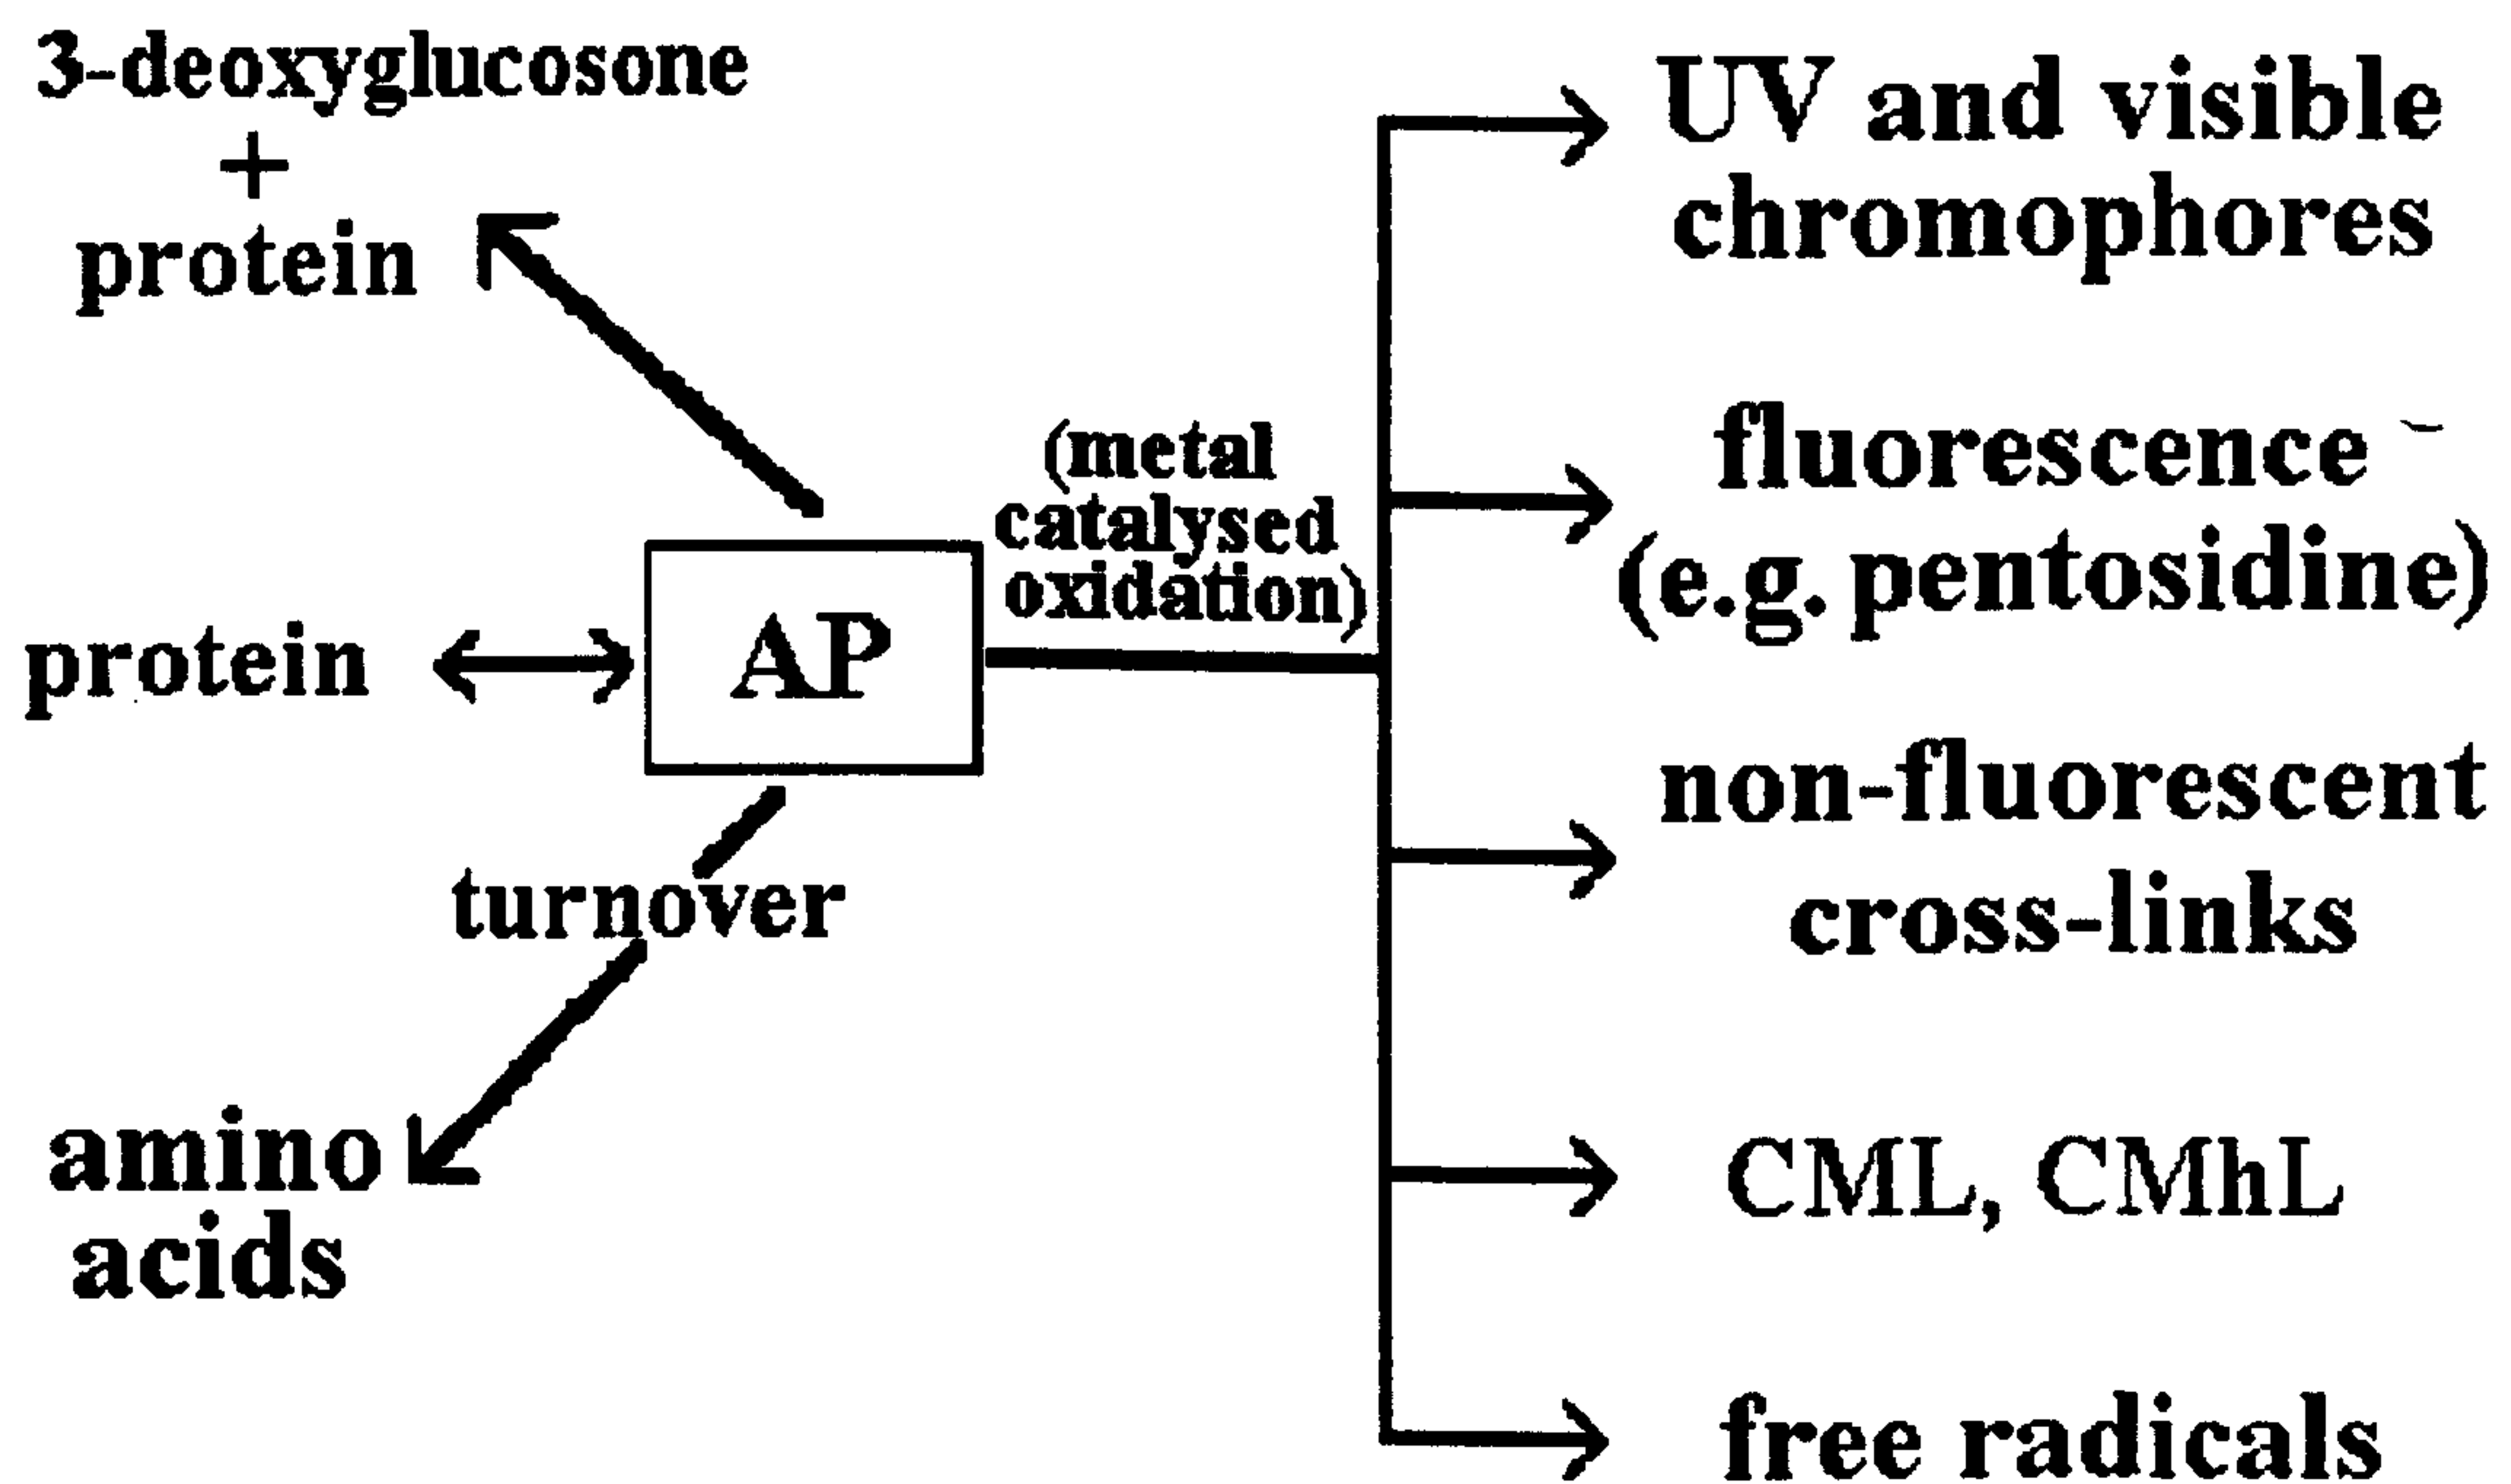 3-deoxyglucosone
+
protein
protein
AP
turnover
amino
acids
(metal
catalysed
oxidation)
UV and visible
chromophores
fluorescence
(e.g. pentosidine)
non-fluorescent
cross-links
CML, CMhL
free radicals